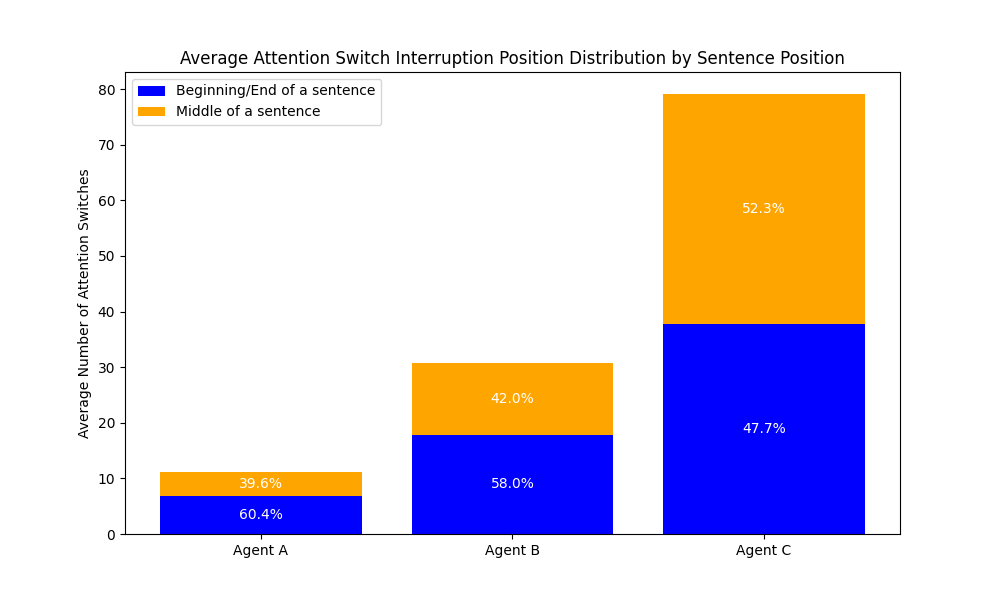 Average Attention Switch Interruption Position Distribution by Sentence Position
Beginning/End of a sentence
Middle of a sentence
Average Number of Attention Switches
80
70
60
50
40
30
20
10
0
39.6%
60.4%
42.0%
58.0%
52.3%
47.7%
Agent A
Agent B
Agent C